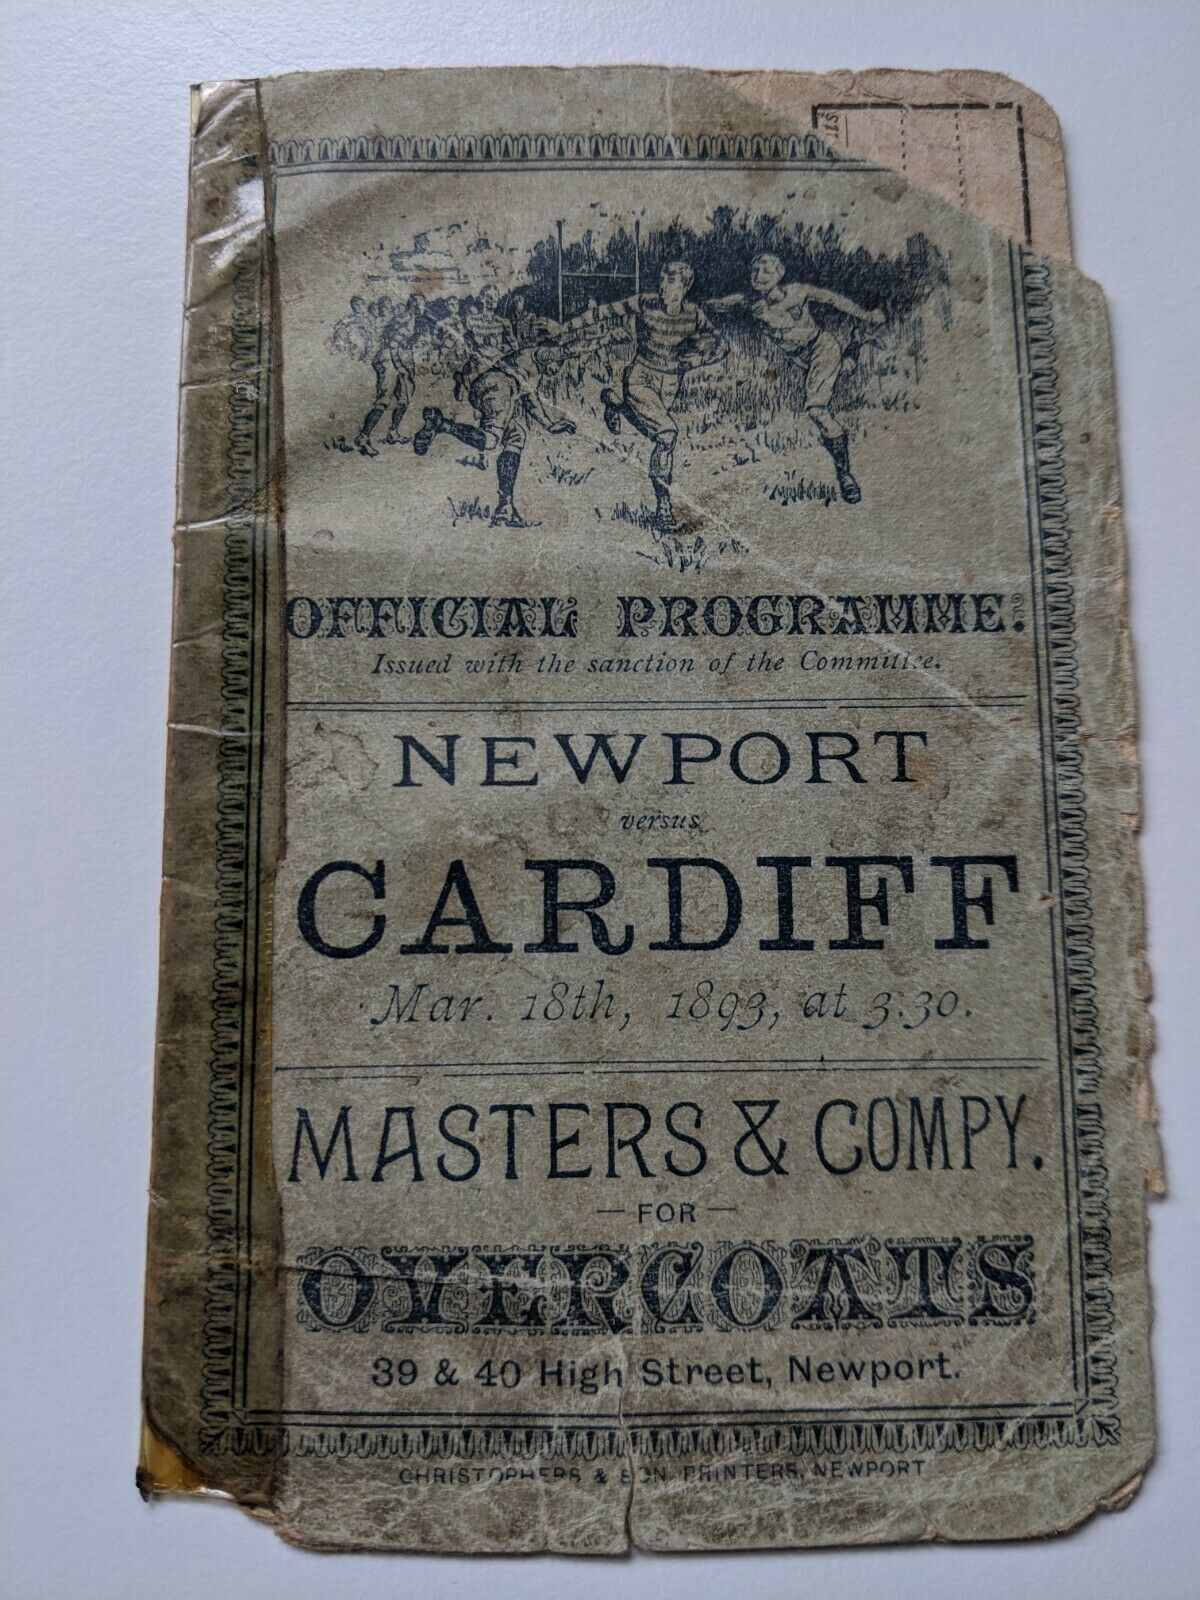 OFFICIAL PROGRAMME.
Issued with the sanction of the Committee.
NEWPORT
versus
CARDIFF
Mar. 18th, 1893, at 3.30.
MASTERS & COMPY.
— FOR —
OVERCOATS
39 & 40 High Street, Newport.
CHRISTOPHERS & SON, PRINTERS, NEWPORT